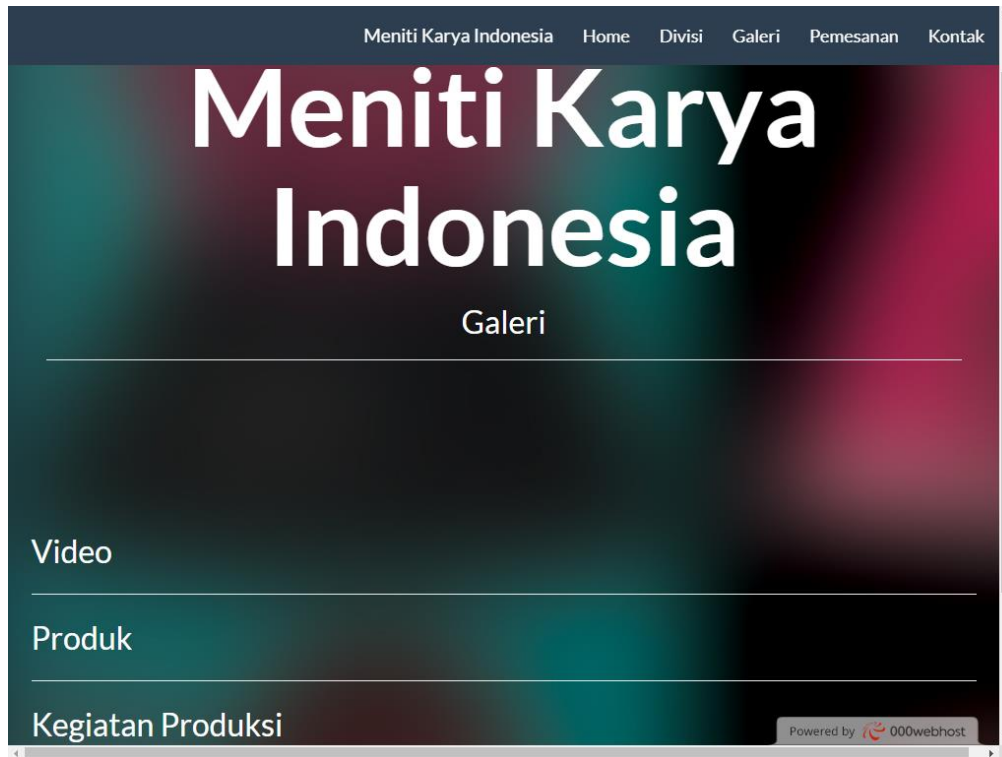 Meniti Karya Indonesia Home Divisi Galeri Pemesanan Kontak
Meniti Karya
Indonesia
Galeri
Video
Produk
Kegiatan Produksi
Powered by 000webhost